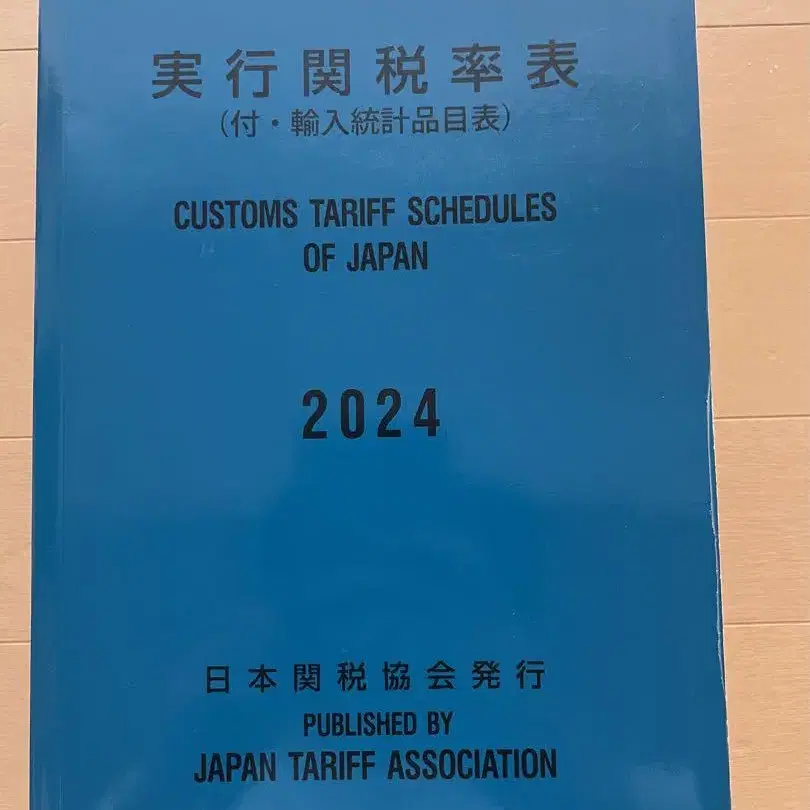 実行関税率表
（付・輸入統計品目表）
CUSTOMS TARIFF SCHEDULES
OF JAPAN
2024
日本関税協会発行
PUBLISHED BY
JAPAN TARIFF ASSOCIATION